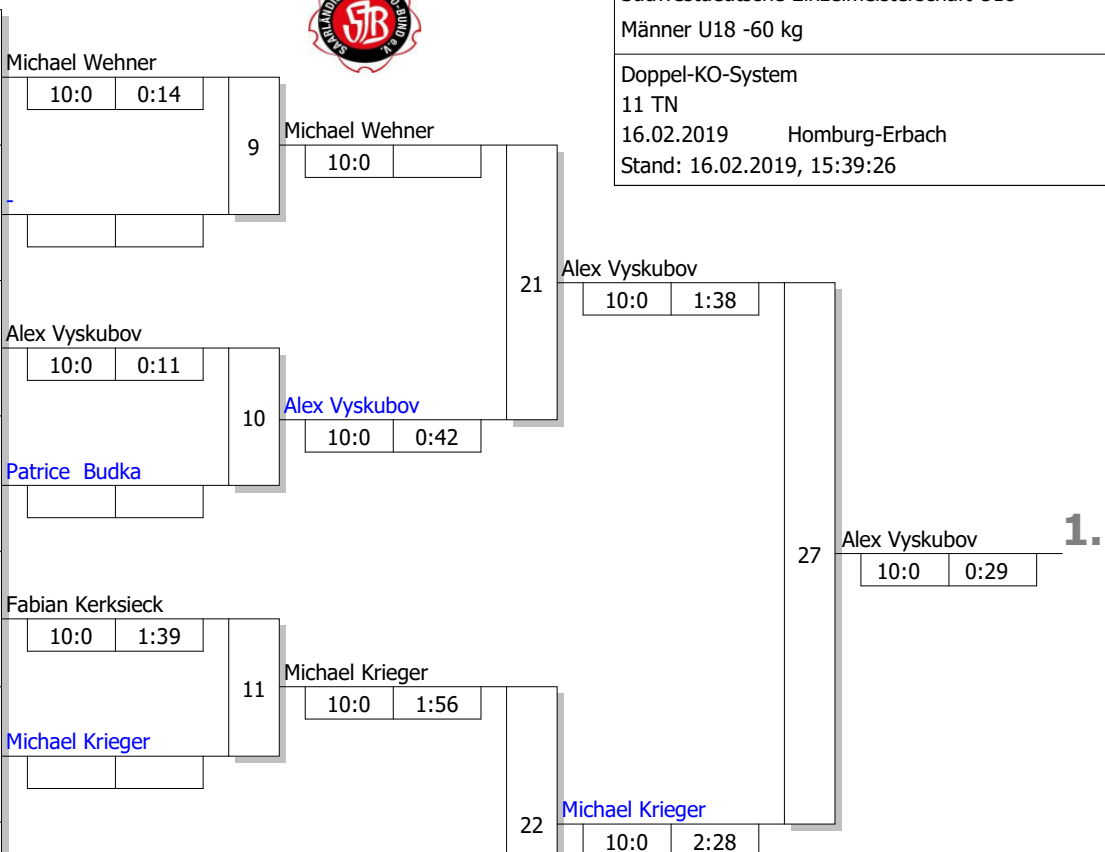 Männer U18 -60 kg
Doppel-KO-System
11 TN
16.02.2019 Homburg-Erbach
Stand: 16.02.2019, 15:39:26
SJB
Michael Wehner
10:0 0:14
9
-
Michael Wehner
10:0
Alex Vyskubov
10:0 0:11
10
Patrice Budka
Alex Vyskubov
10:0 0:42
21
Alex Vyskubov
10:0 1:38
Fabian Kerksieck
10:0 1:39
11
Michael Krieger
Michael Krieger
10:0 1:56
22
Michael Krieger
10:0 2:28
27
Alex Vyskubov
10:0 0:29
1.